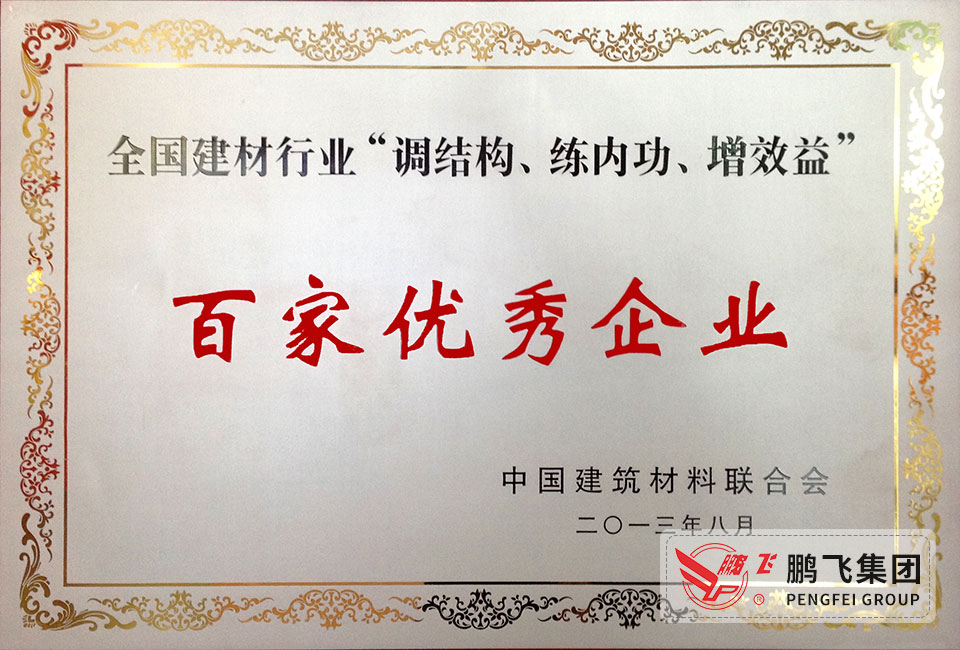 全国建材行业“调结构、练内功、增效益”
百家优秀企业
中国建筑材料联合会
二〇一三年八月
鹏飞 ® 鹏飞集团
PENGFEI GROUP